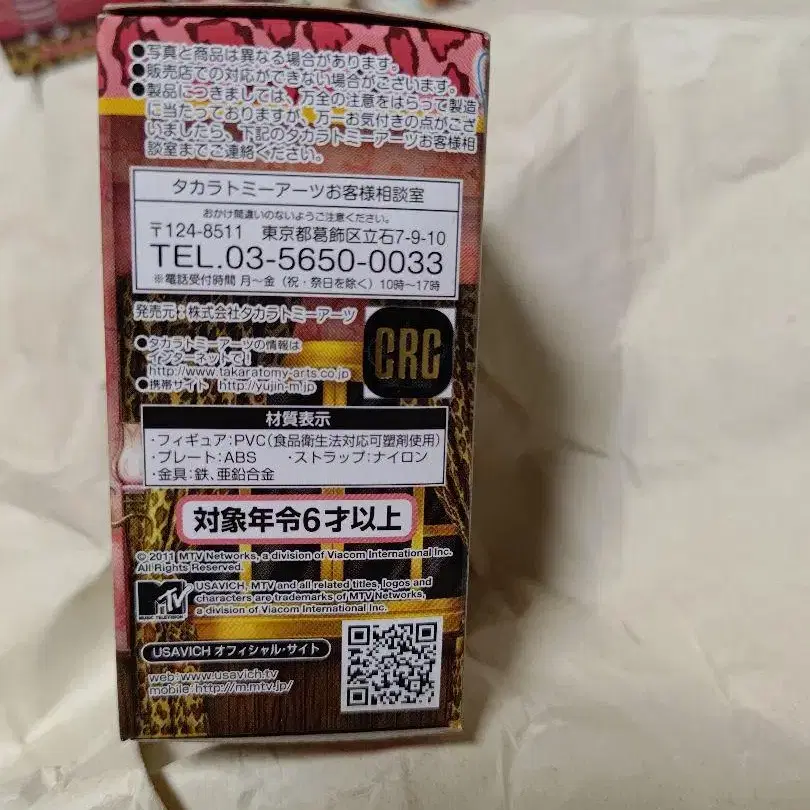 ●写真と商品は異なる場合があります。
●販売店での対応ができない場合がございます。
●製品につきましては、万全の注意をはらって製造
に当たっておりますが、万一お気付きの点がござ
いましたら、下記のタカラトミーアーツお客様相
談室までご連絡ください。
タカラトミーアーツお客様相談室
おかけ間違いのないようご注意ください。
〒124-8511 東京都葛飾区立石7-9-10
TEL.03-5650-0033
※電話受付時間 月〜金(祝・祭日を除く)10時〜17時
発売元:株式会社タカラトミーアーツ
●タカラトミーアーツの情報は
インターネットで!
http://www.takaratomy-arts.co.jp
●携帯サイト http://yujin-m.jp
CRC
材質表示
・フィギュア:PVC(食品衛生法対応可塑剤使用)
・プレート:ABS ・ストラップ:ナイロン
・金具:鉄、亜鉛合金
対象年令6才以上
© 2011 MTV Networks, a division of Viacom International Inc.
All Rights Reserved.
MTV
MUSIC TELEVISION
USAVICH, MTV and all related titles, logos and
characters are trademarks of MTV Networks,
a division of Viacom International Inc.
USAVICH オフィシャル・サイト
web:www.usavich.tv
mobile:http://m.mtv.jp/